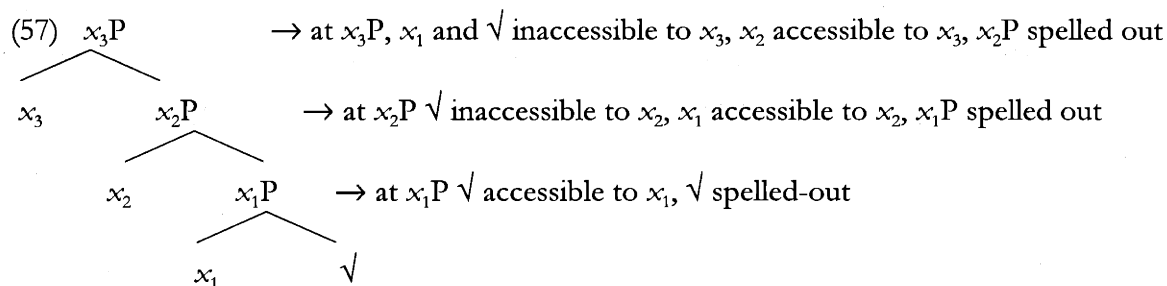 (57) x₃P → at x₃P, x₁ and √ inaccessible to x₃, x₂ accessible to x₃, x₂P spelled out
x₃ x₂P → at x₂P √ inaccessible to x₂, x₁ accessible to x₂, x₁P spelled out
x₂ x₁P → at x₁P √ accessible to x₁, √ spelled-out
x₁ √